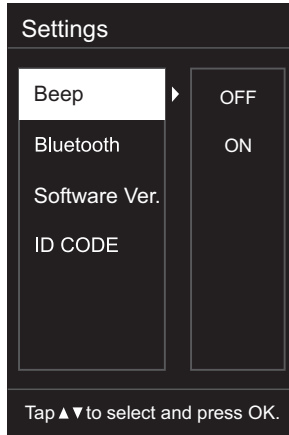 Settings
Beep
OFF
Bluetooth
ON
Software Ver.
ID CODE
Tap▲▼to select and press OK.